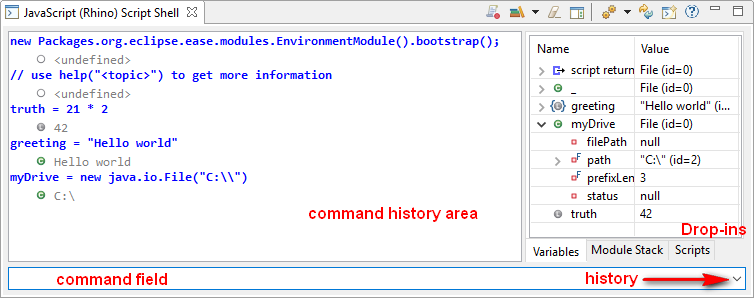 JavaScript (Rhino) Script Shell
new Packages.org.eclipse.ease.modules.EnvironmentModule().bootstrap();
<undefined>
// use help("<topic>") to get more information
<undefined>
truth = 21 * 2
42
greeting = "Hello world"
Hello world
myDrive = new java.io.File("C:\\")
C:\
command history area
Name Value
script return File (id=0)
_ File (id=0)
greeting "Hello world" (i...
myDrive File (id=0)
filePath null
path "C:\" (id=2)
prefixLen 3
status null
truth 42
Drop-ins
Variables Module Stack Scripts
command field
history